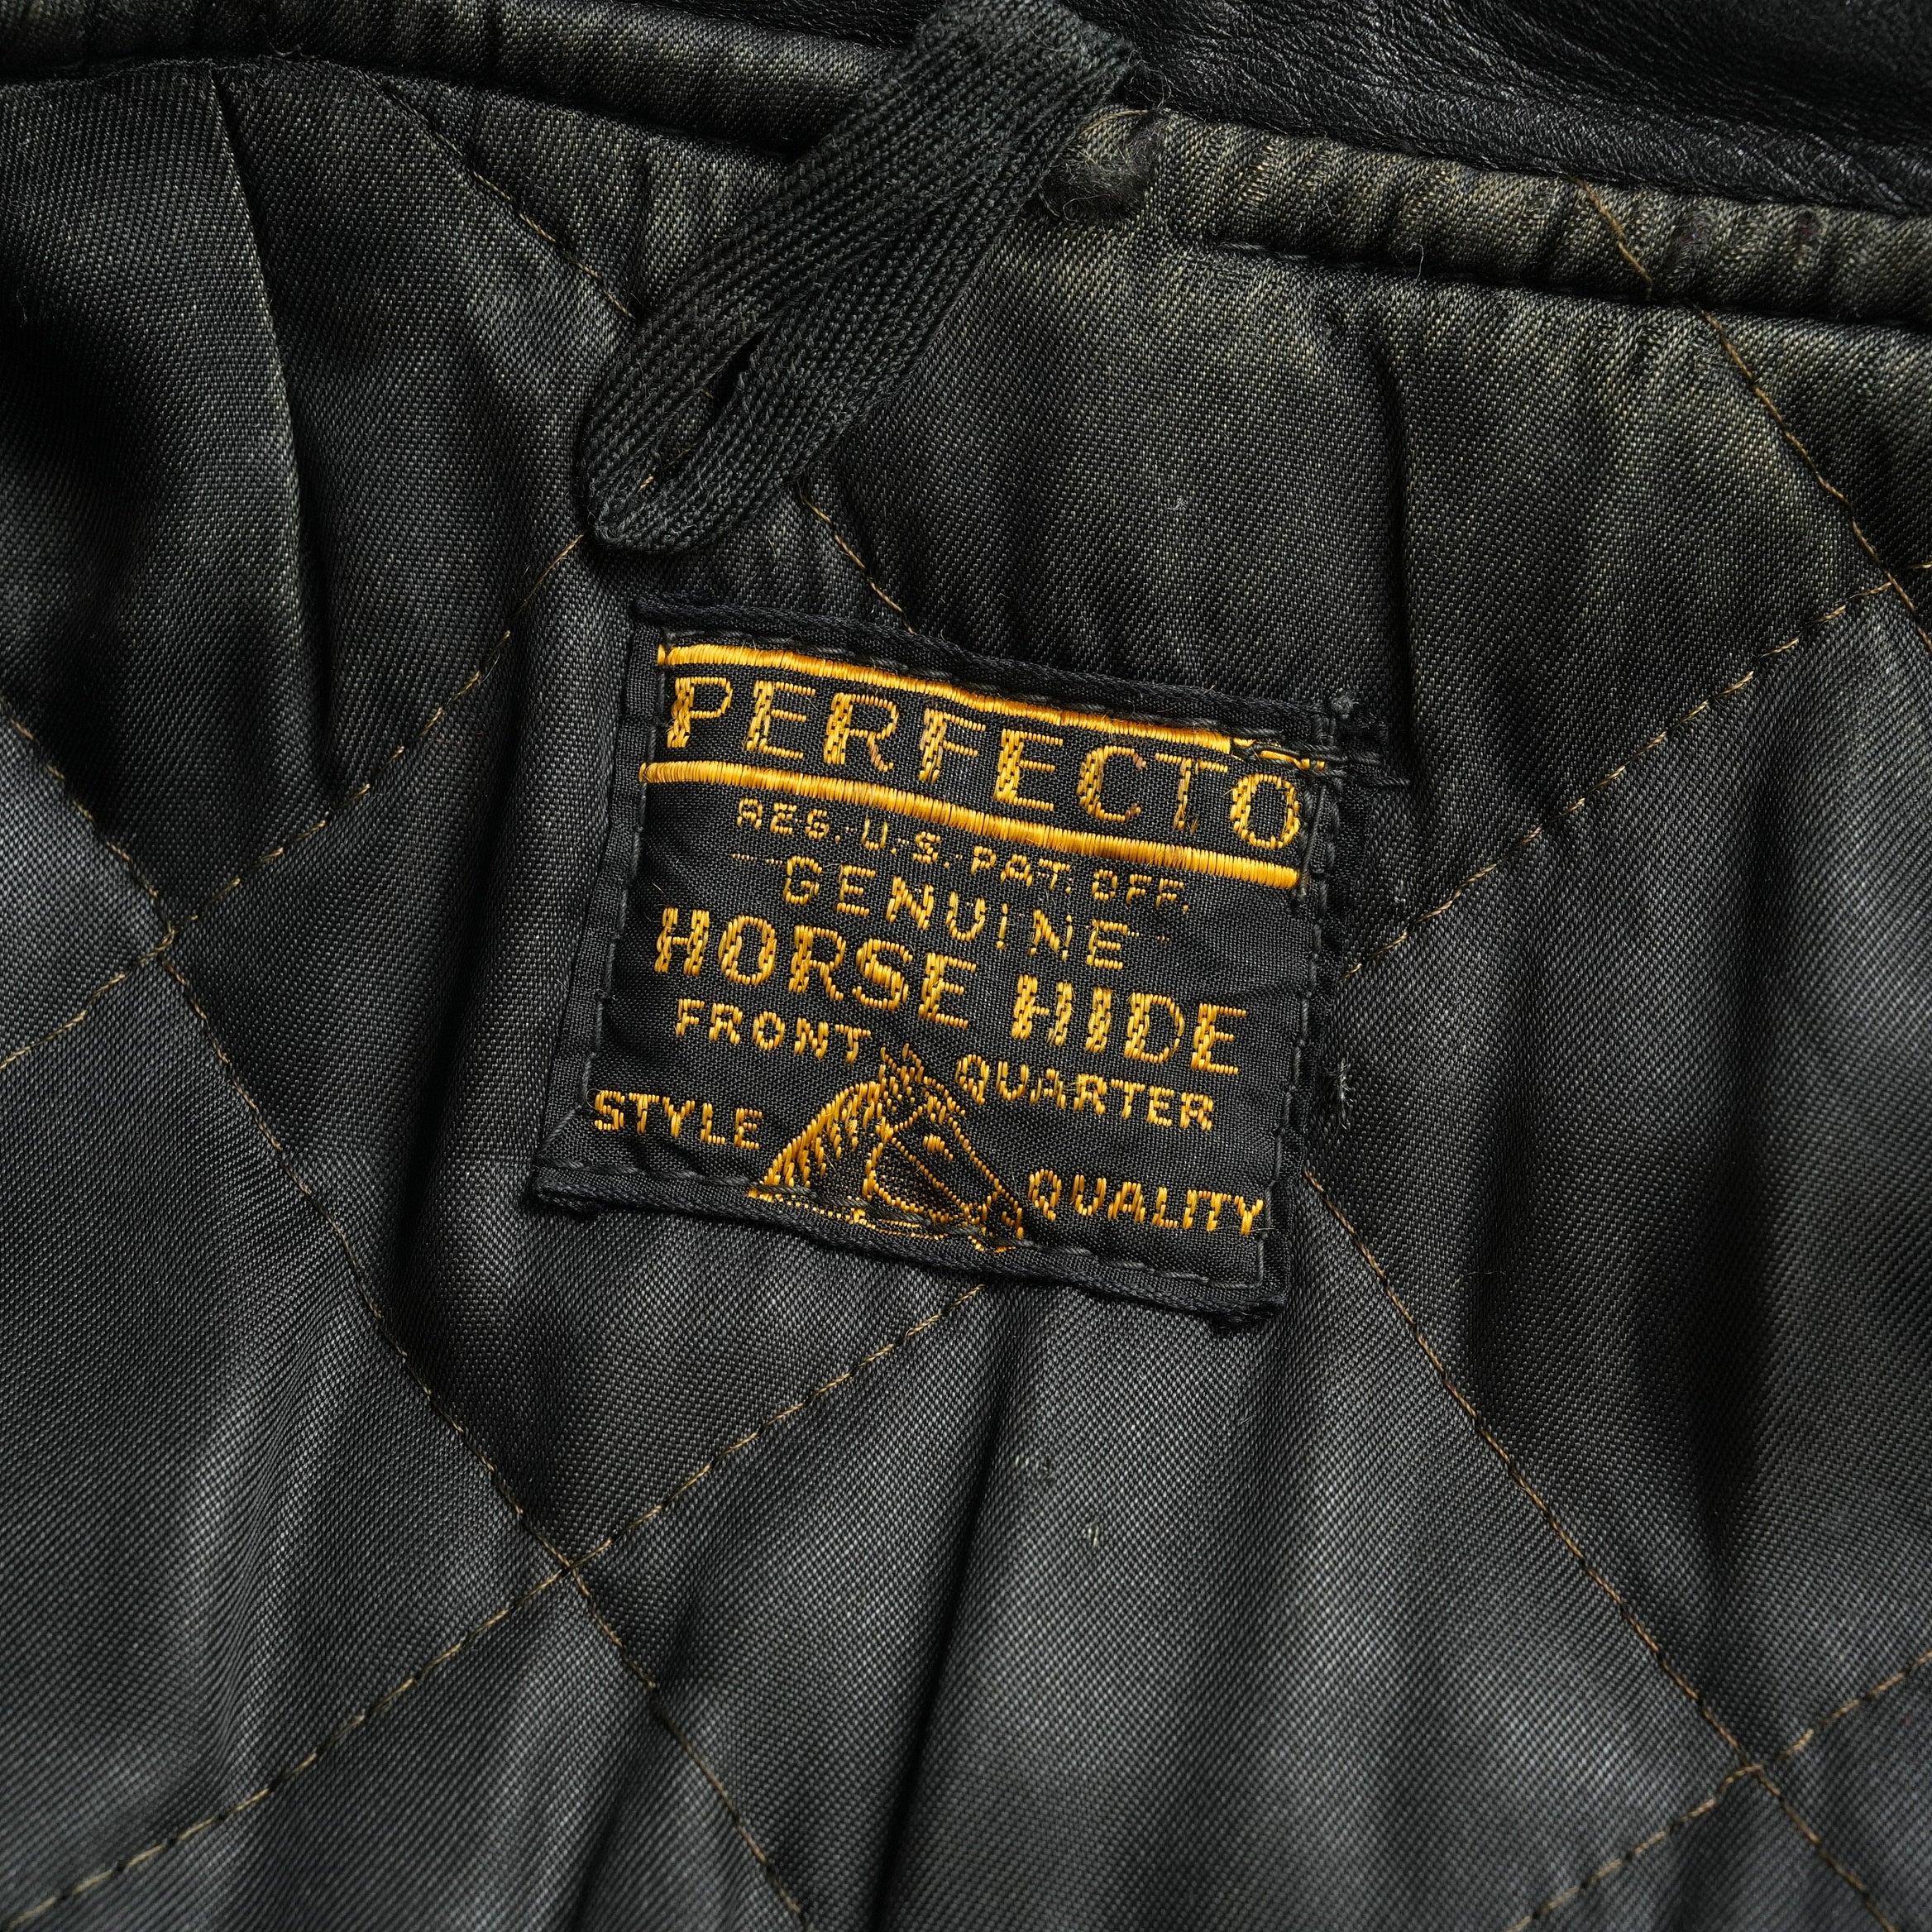 PERFECTO
REG. U.S. PAT. OFF.
GENUiNE
HORSE HIDE
FRONT QUARTER
STYLE QUALITY